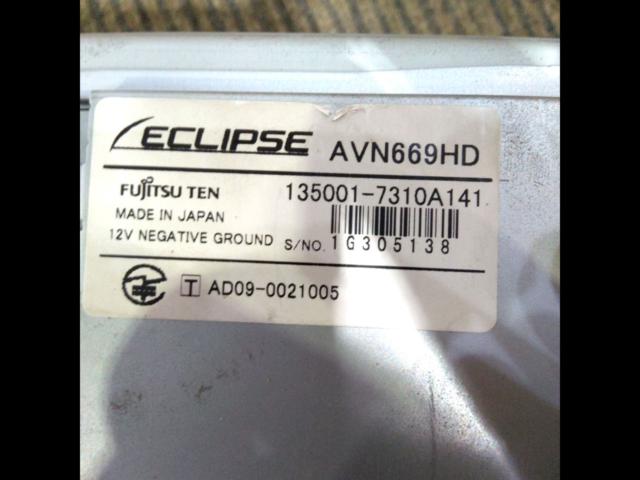 ECLIPSE AVN669HD
FUJITSU TEN 135001-7310A141
MADE IN JAPAN
12V NEGATIVE GROUND S/NO. 1G305138
T AD09-0021005